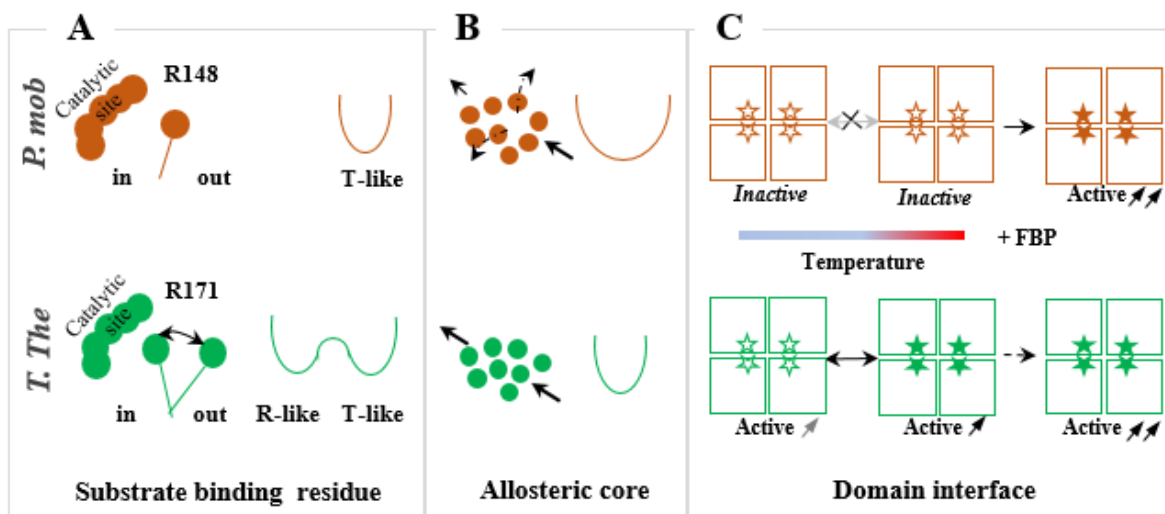 A
B
C
P. mob
Catalytic
site
R148
in
out
T-like
Inactive
Inactive
Active
Temperature
+ FBP
T. The
Catalytic
site
R171
in
out
R-like
T-like
Active
Active
Active
Substrate binding residue
Allosteric core
Domain interface